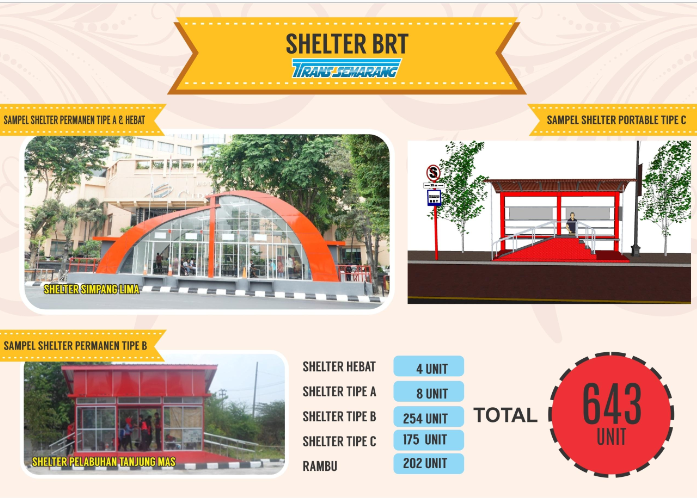 SHELTER BRT
TRANS SEMARANG
SAMPEL SHELTER PERMANEN TIPE A & HEBAT
SAMPEL SHELTER PORTABLE TIPE C
S
SHELTER SIMPANG LIMA
SAMPEL SHELTER PERMANEN TIPE B
SHELTER PELABUHAN TANJUNG MAS
SHELTER HEBAT 4 UNIT
SHELTER TIPE A 8 UNIT
SHELTER TIPE B 254 UNIT
SHELTER TIPE C 175 UNIT
RAMBU 202 UNIT
TOTAL
643
UNIT